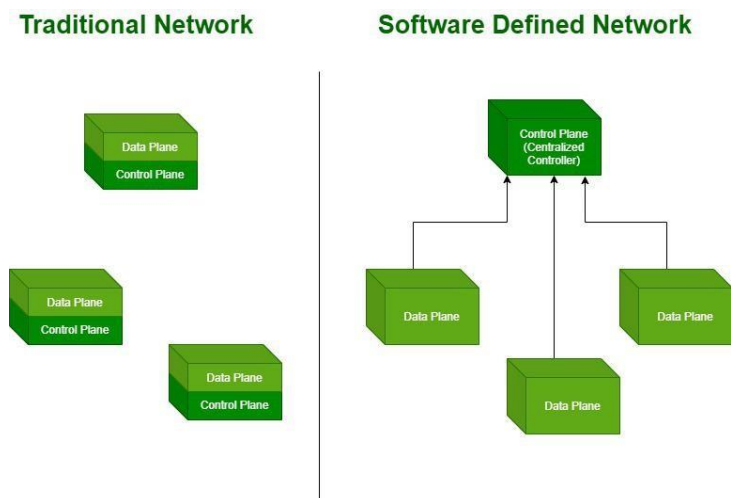 Traditional Network
Software Defined Network
Data Plane
Control Plane
Data Plane
Control Plane
Data Plane
Control Plane
Control Plane
(Centralized
Controller)
Data Plane
Data Plane
Data Plane